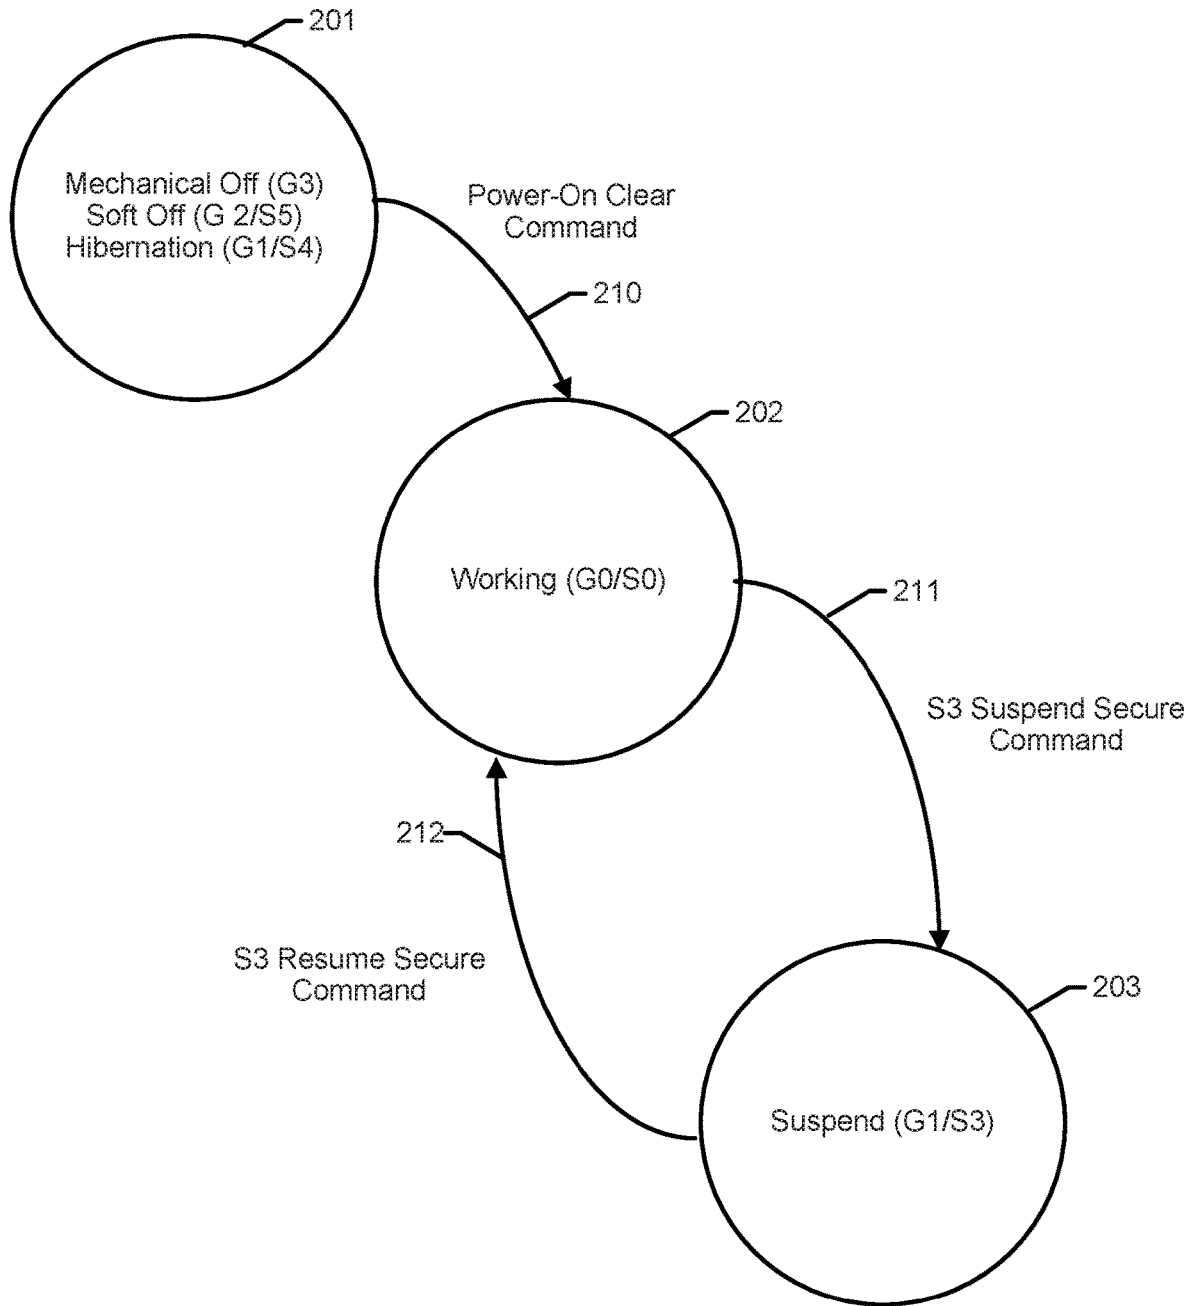 201
Mechanical Off (G3)
Soft Off (G 2/S5)
Hibernation (G1/S4)
Power-On Clear
Command
210
202
Working (G0/S0)
211
S3 Suspend Secure
Command
212
S3 Resume Secure
Command
203
Suspend (G1/S3)